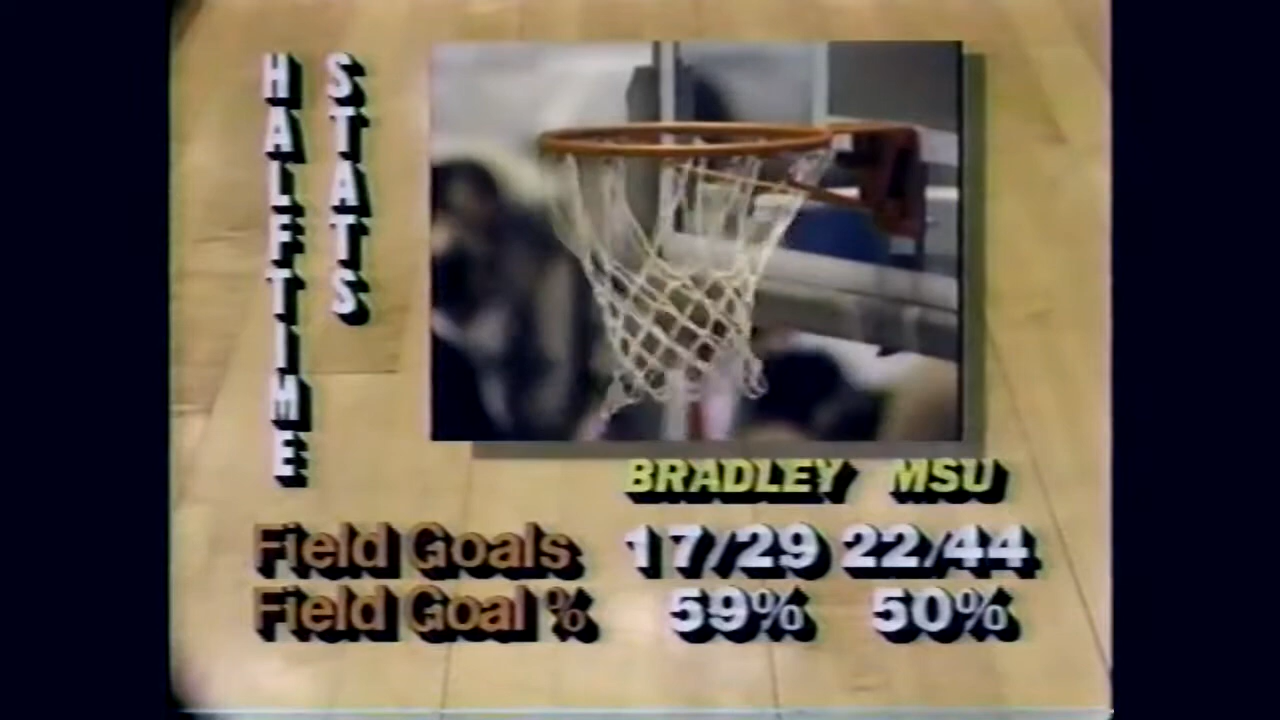 HALFTIME
STATS
BRADLEY MSU
Field Goals 17/29 22/44
Field Goal % 59% 50%